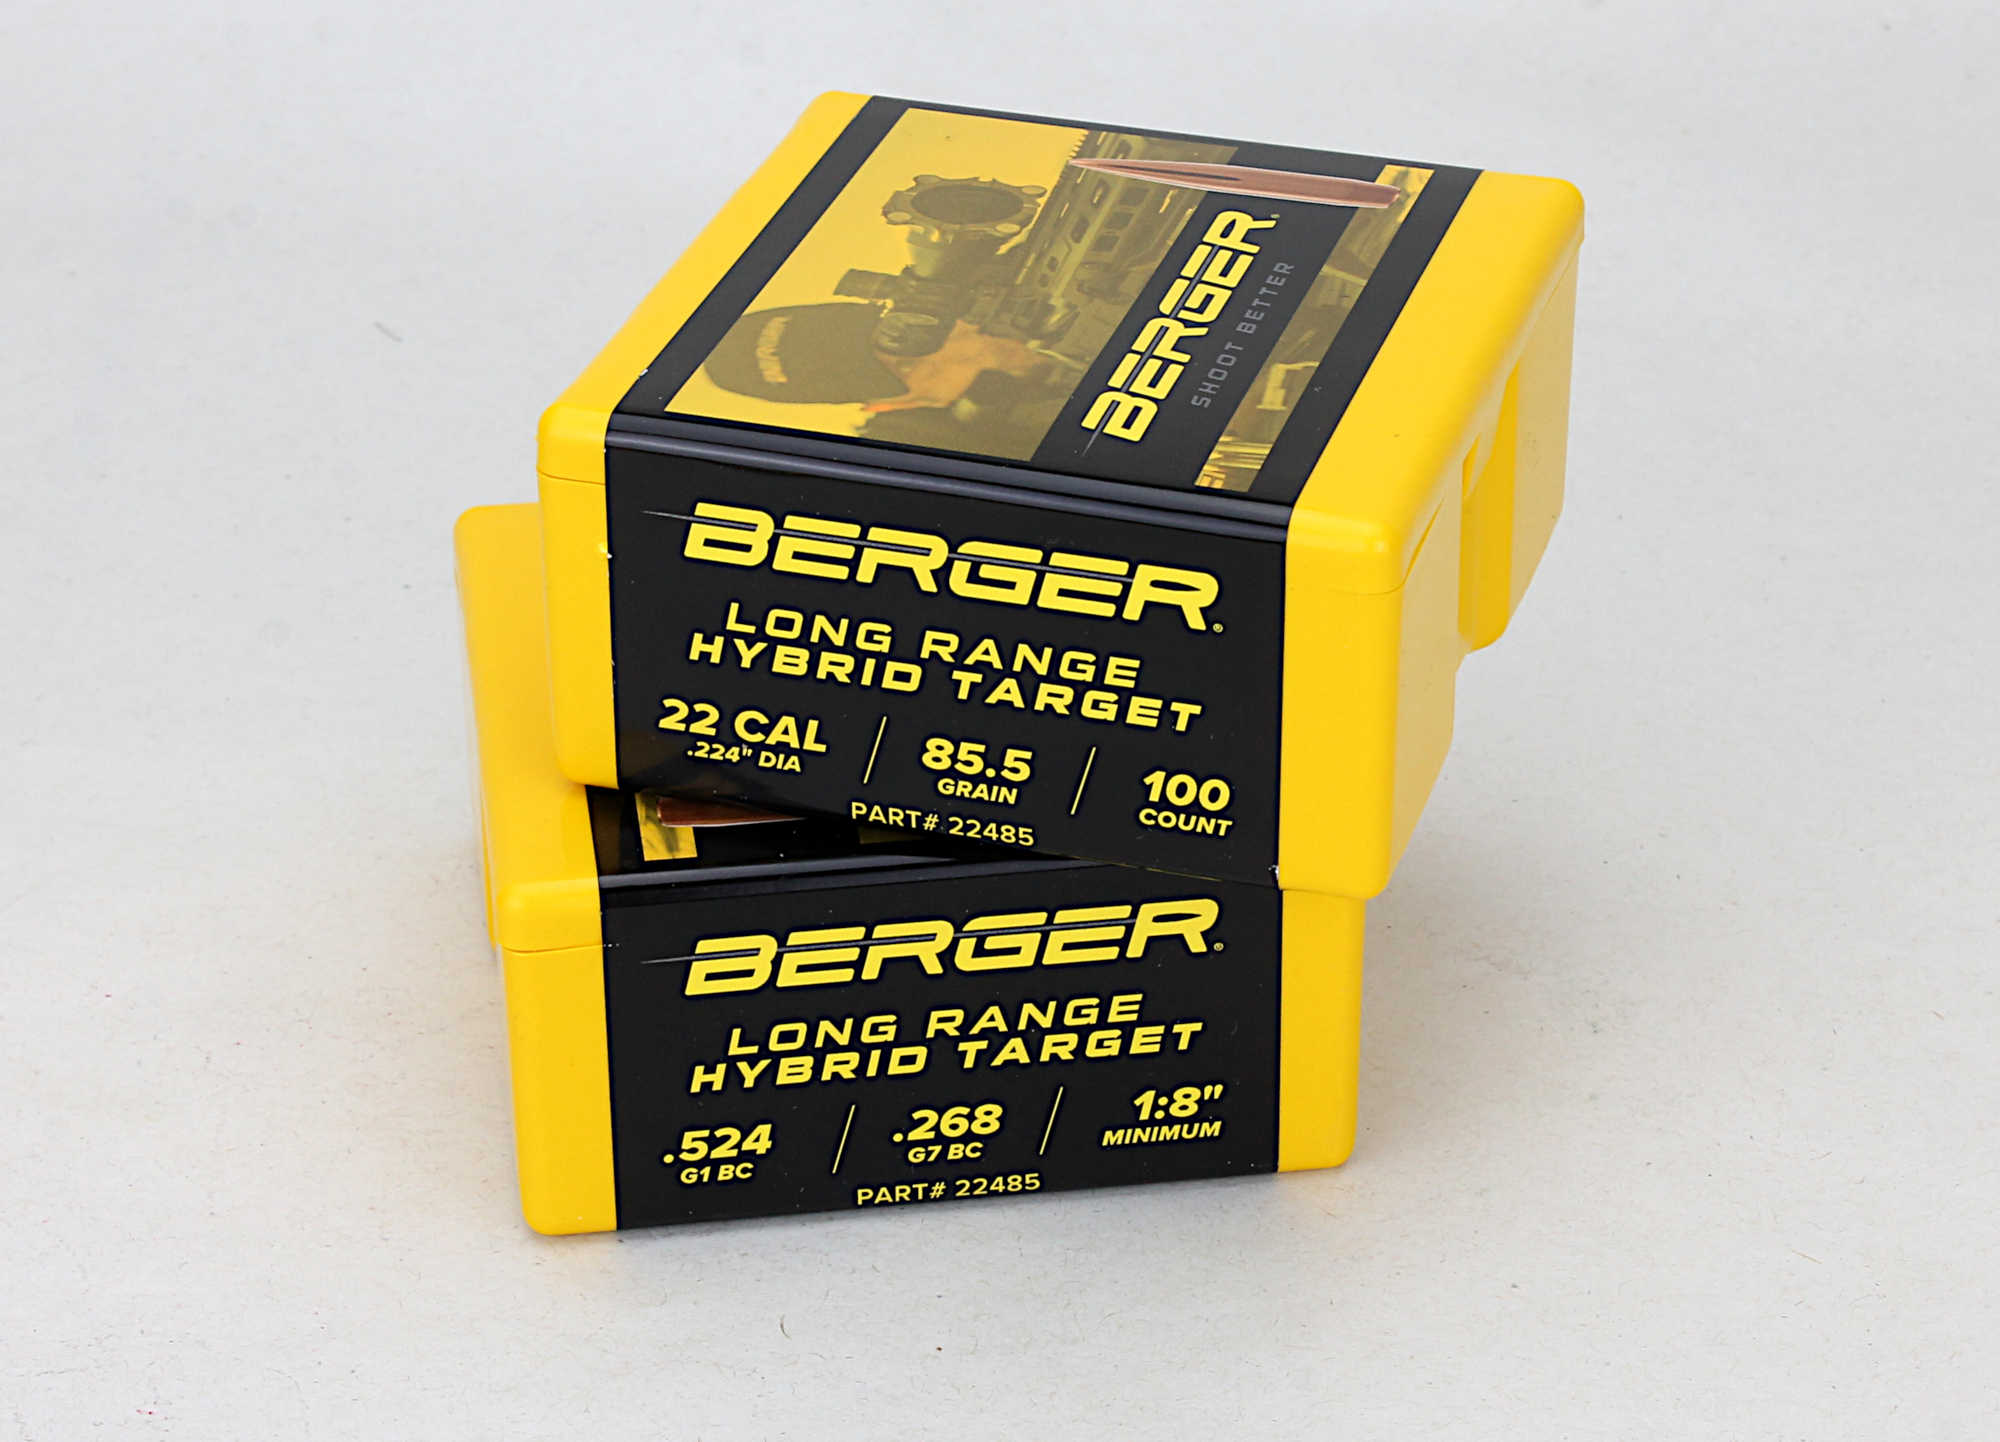 BERGER®
SHOOT BETTER
BERGER®
LONG RANGE
HYBRID TARGET
22 CAL
.224" DIA
85.5
GRAIN
100
COUNT
PART# 22485
BERGER®
LONG RANGE
HYBRID TARGET
.524
G1 BC
.268
G7 BC
1:8"
MINIMUM
PART# 22485